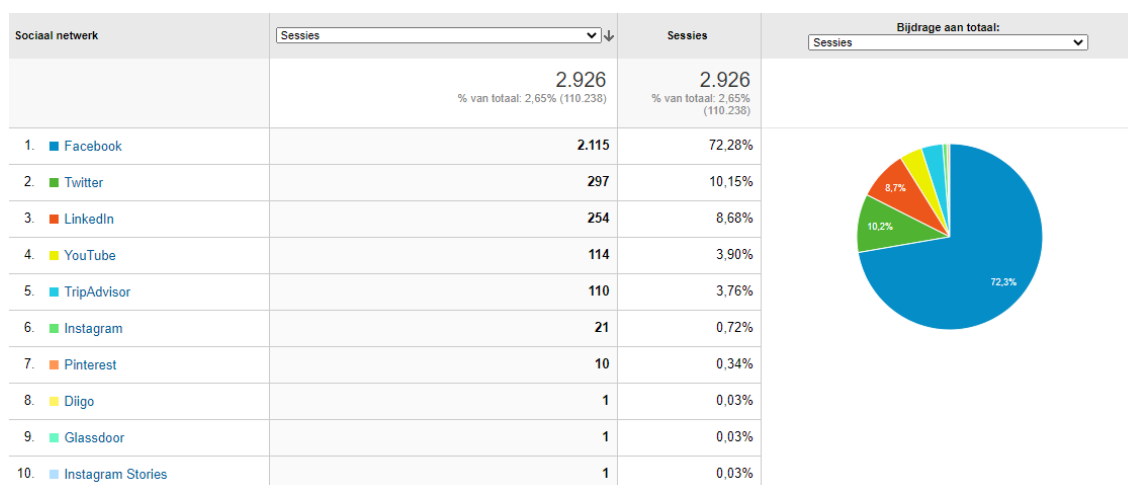 Sociaal netwerk Sessies Sessies Bijdrage aan totaal:
Sessies
2.926 2.926
% van totaal: 2,65% (110.238) % van totaal: 2,65%
(110.238)
1. Facebook 2.115 72,28%
2. Twitter 297 10,15%
3. LinkedIn 254 8,68%
4. YouTube 114 3,90%
5. TripAdvisor 110 3,76%
6. Instagram 21 0,72%
7. Pinterest 10 0,34%
8. Diigo 1 0,03%
9. Glassdoor 1 0,03%
10. Instagram Stories 1 0,03%
8,7%
10,2%
72,3%